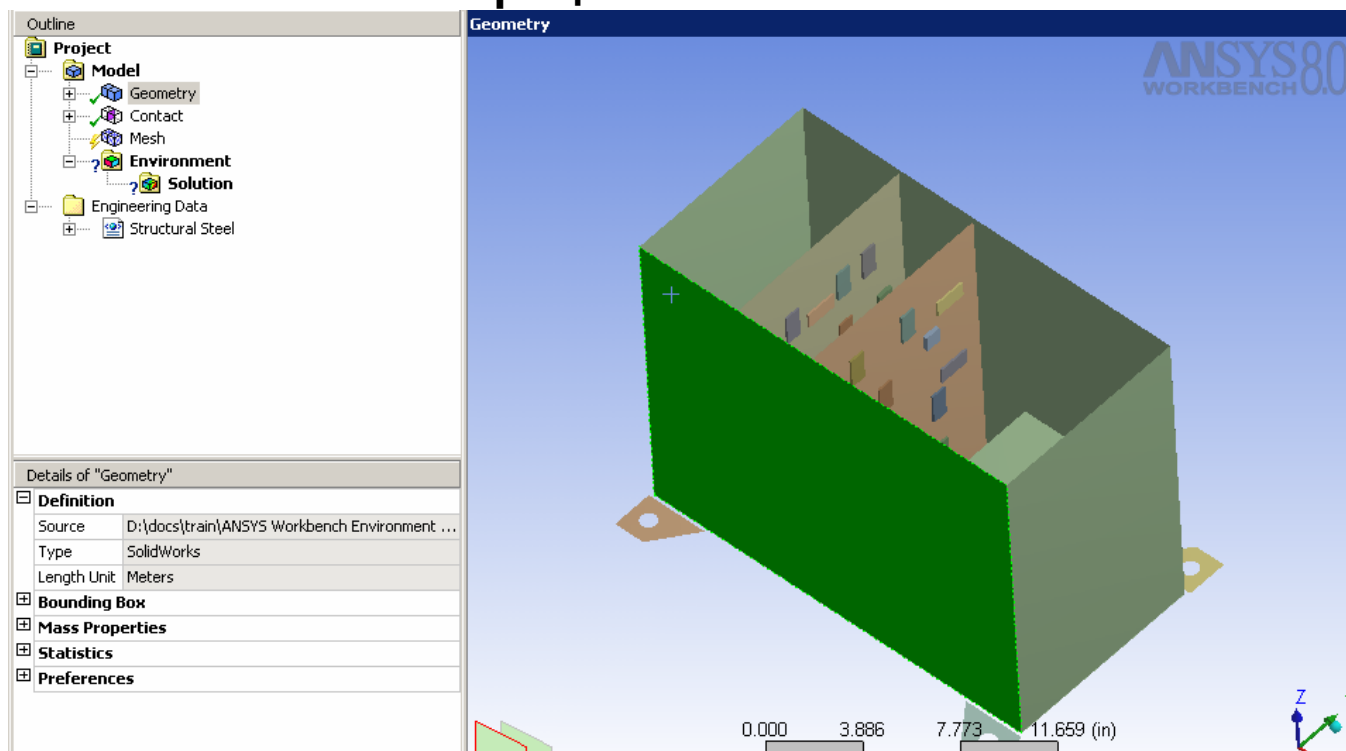 Outline
Project
Model
Geometry
Contact
Mesh
Environment
Solution
Engineering Data
Structural Steel
Details of "Geometry"
Definition
Source D:\docs\train\ANSYS Workbench Environment ...
Type SolidWorks
Length Unit Meters
Bounding Box
Mass Properties
Statistics
Preferences
Geometry
ANSYS 8.0
WORKBENCH
0.000 3.886 7.773 11.659 (in)
Z